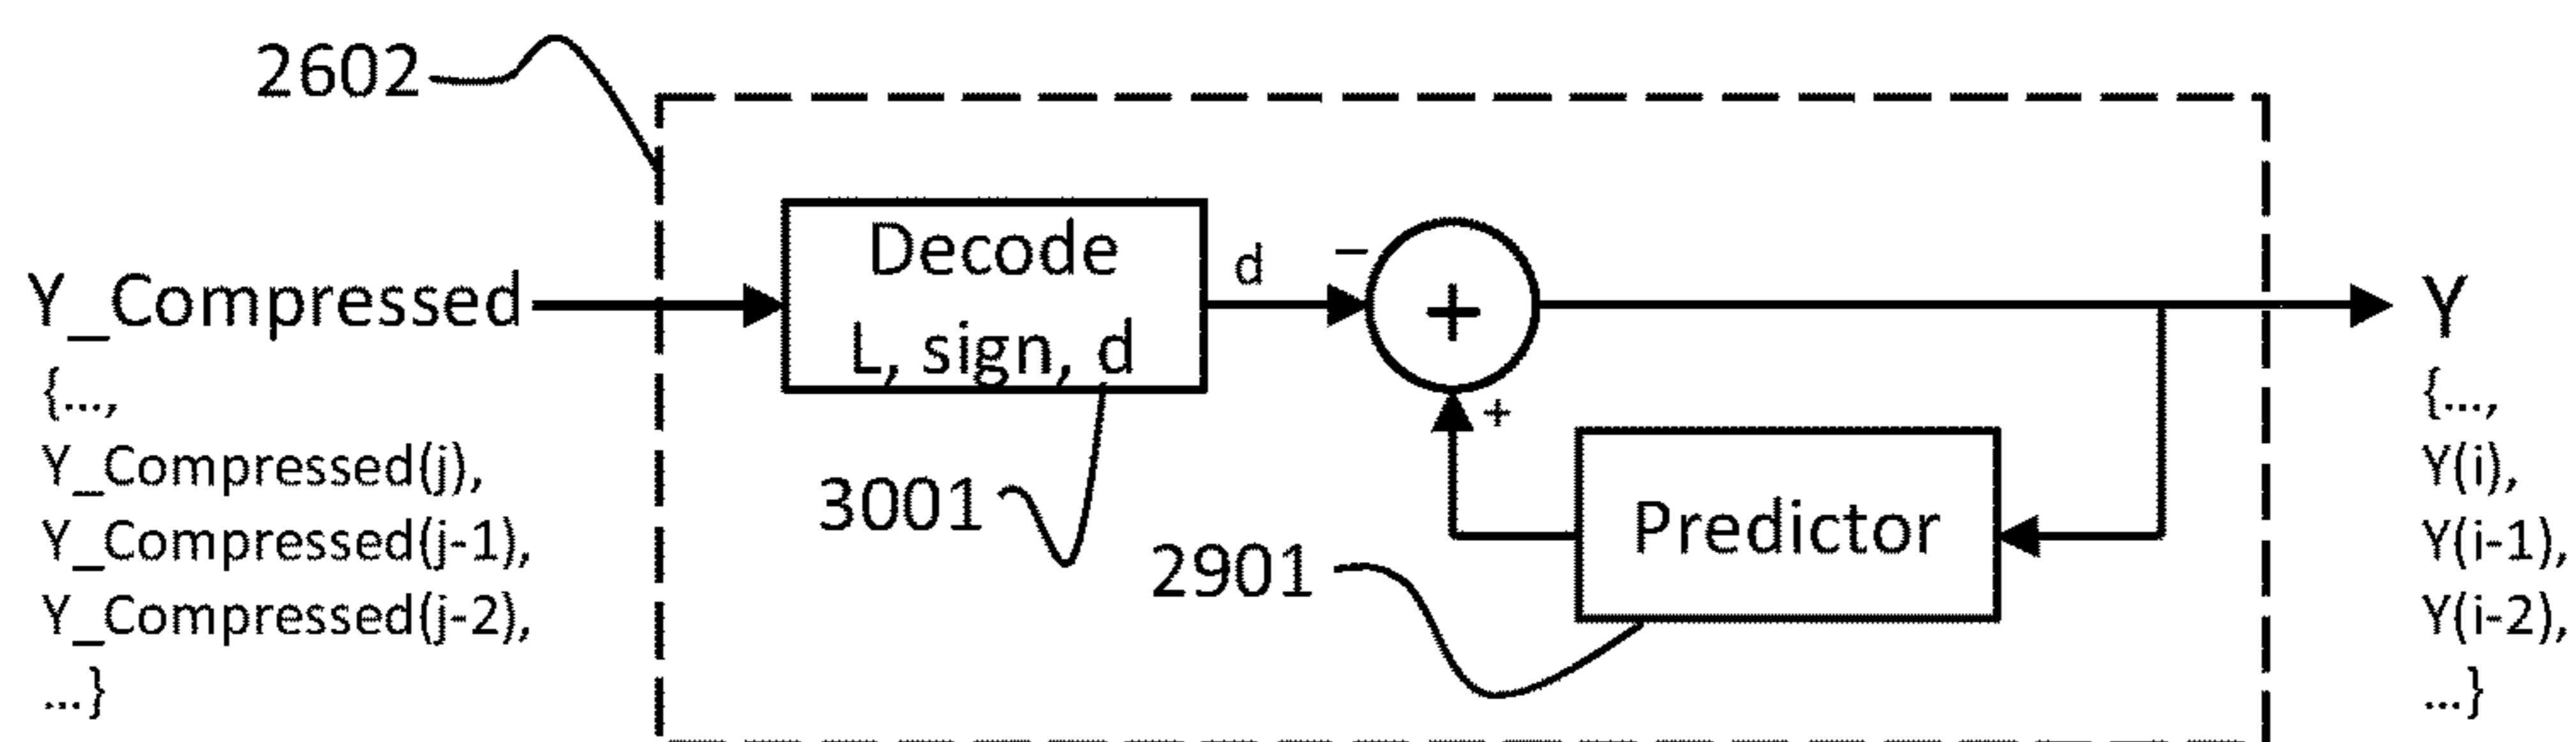 2602
Decode
L, sign, d
d
−
+
+
Y_Compressed
{...,
Y_Compressed(j),
Y_Compressed(j-1),
Y_Compressed(j-2),
...}
3001
2901
Predictor
Y
{...,
Y(i),
Y(i-1),
Y(i-2),
...}